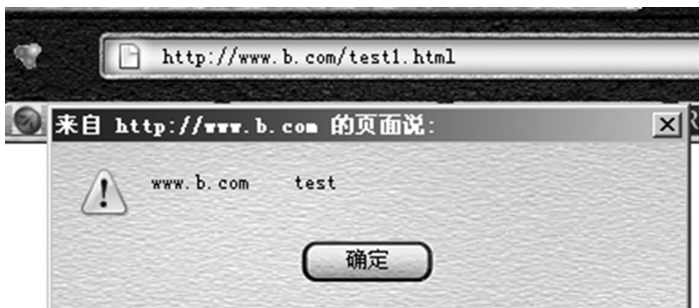 http://www.b.com/test1.html
来自 http://www.b.com 的页面说:
www.b.com test
确定